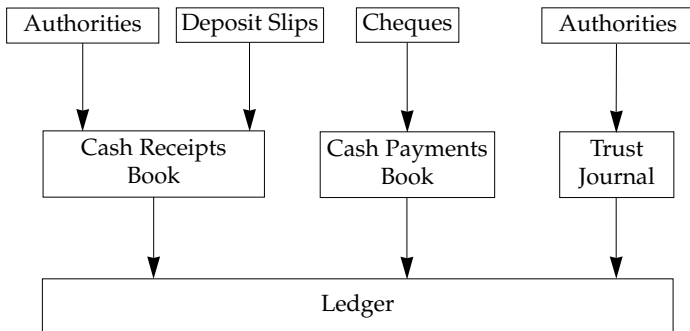 Authorities
Deposit Slips
Cheques
Authorities
Cash Receipts
Book
Cash Payments
Book
Trust
Journal
Ledger